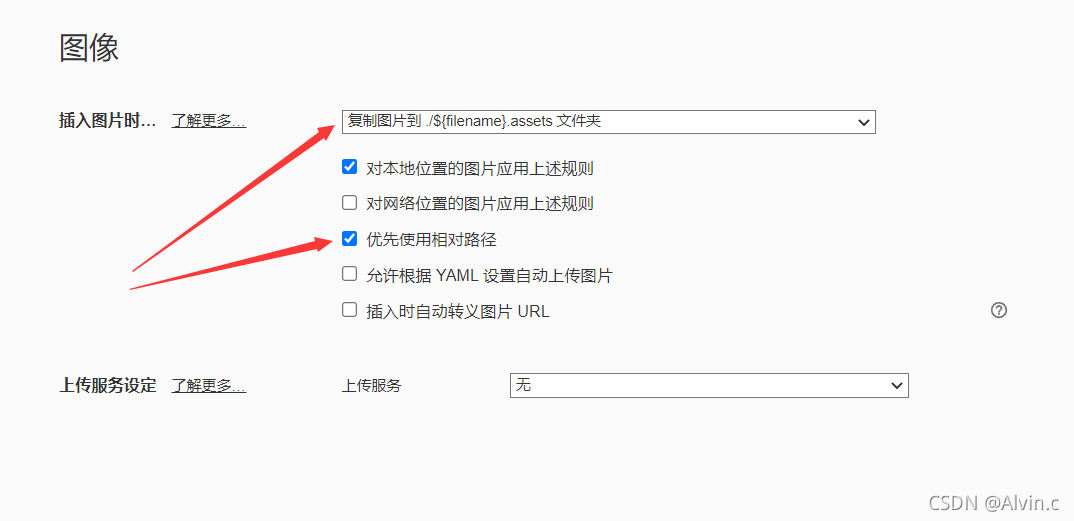 图像
插入图片时... 了解更多... 复制图片到 ./${filename}.assets 文件夹
对本地位置的图片应用上述规则
对网络位置的图片应用上述规则
优先使用相对路径
允许根据 YAML 设置自动上传图片
插入时自动转义图片 URL
上传服务设定 了解更多... 上传服务 无
CSDN @Alvin.c